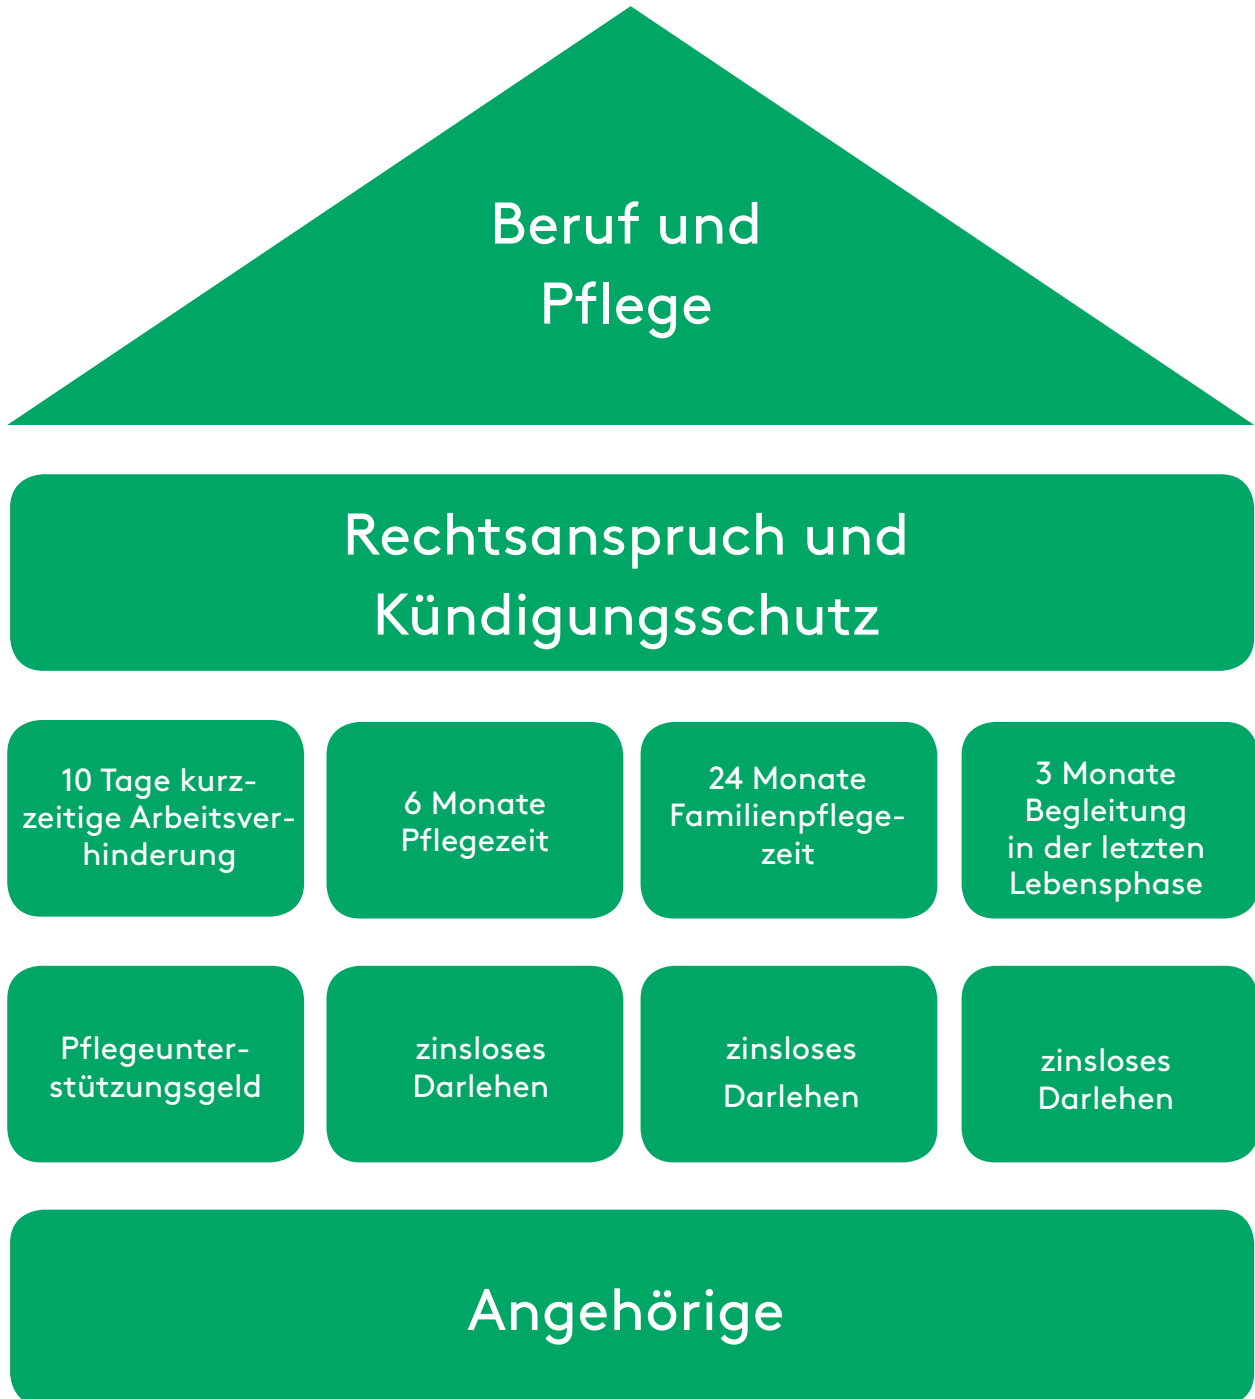 Beruf und
Pflege
Rechtsanspruch und
Kündigungsschutz
10 Tage kurz-
zeitige Arbeitsver-
hinderung
6 Monate
Pflegezeit
24 Monate
Familienpflege-
zeit
3 Monate
Begleitung
in der letzten
Lebensphase
Pflegeunter-
stützungsgeld
zinsloses
Darlehen
zinsloses
Darlehen
zinsloses
Darlehen
Angehörige